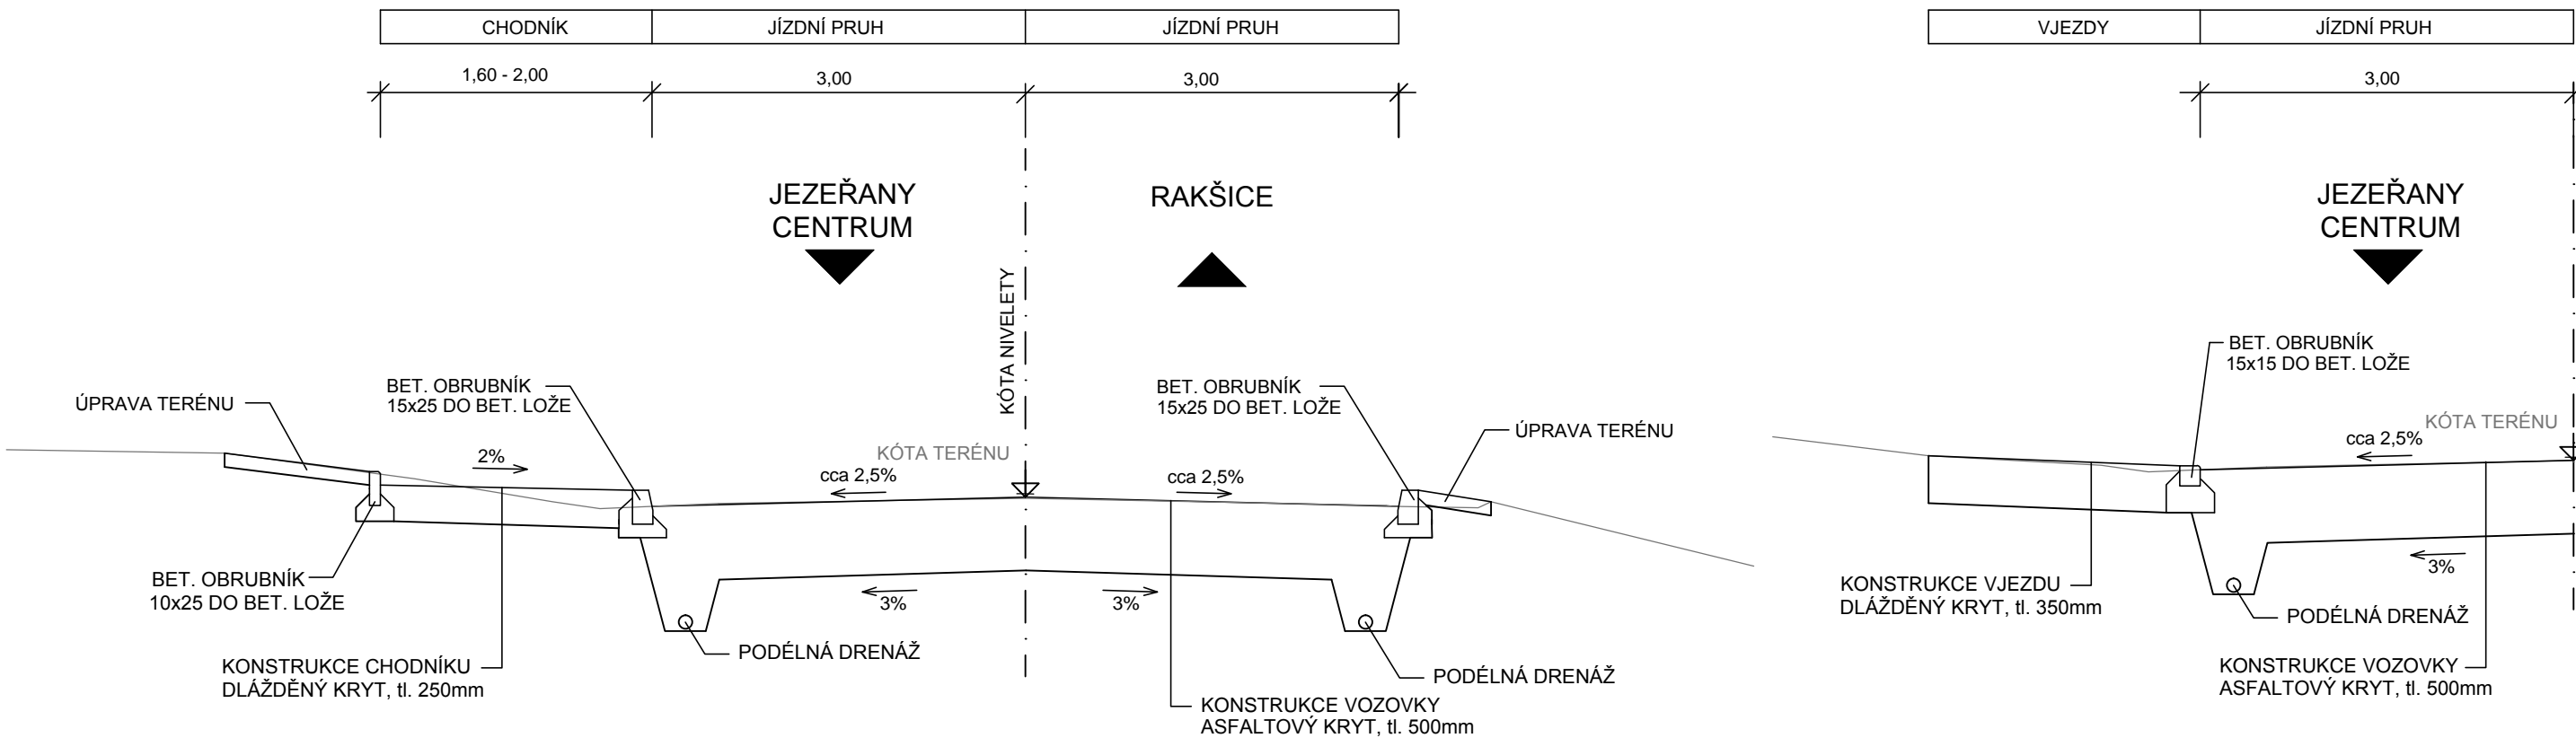 CHODNÍK
JÍZDNÍ PRUH
JÍZDNÍ PRUH
1,60 - 2,00
3,00
3,00
JEZEŘANY
CENTRUM
RAKŠICE
KÓTA NIVELETY
ÚPRAVA TERÉNU
BET. OBRUBNÍK
15x25 DO BET. LOŽE
BET. OBRUBNÍK
15x25 DO BET. LOŽE
ÚPRAVA TERÉNU
KÓTA TERÉNU
2%
cca 2,5%
cca 2,5%
BET. OBRUBNÍK
10x25 DO BET. LOŽE
3%
3%
PODÉLNÁ DRENÁŽ
PODÉLNÁ DRENÁŽ
KONSTRUKCE CHODNÍKU
DLÁŽDĚNÝ KRYT, tl. 250mm
KONSTRUKCE VOZOVKY
ASFALTOVÝ KRYT, tl. 500mm
VJEZDY
JÍZDNÍ PRUH
3,00
JEZEŘANY
CENTRUM
BET. OBRUBNÍK
15x15 DO BET. LOŽE
KÓTA TERÉNU
cca 2,5%
3%
KONSTRUKCE VJEZDU
DLÁŽDĚNÝ KRYT, tl. 350mm
PODÉLNÁ DRENÁŽ
KONSTRUKCE VOZOVKY
ASFALTOVÝ KRYT, tl. 500mm